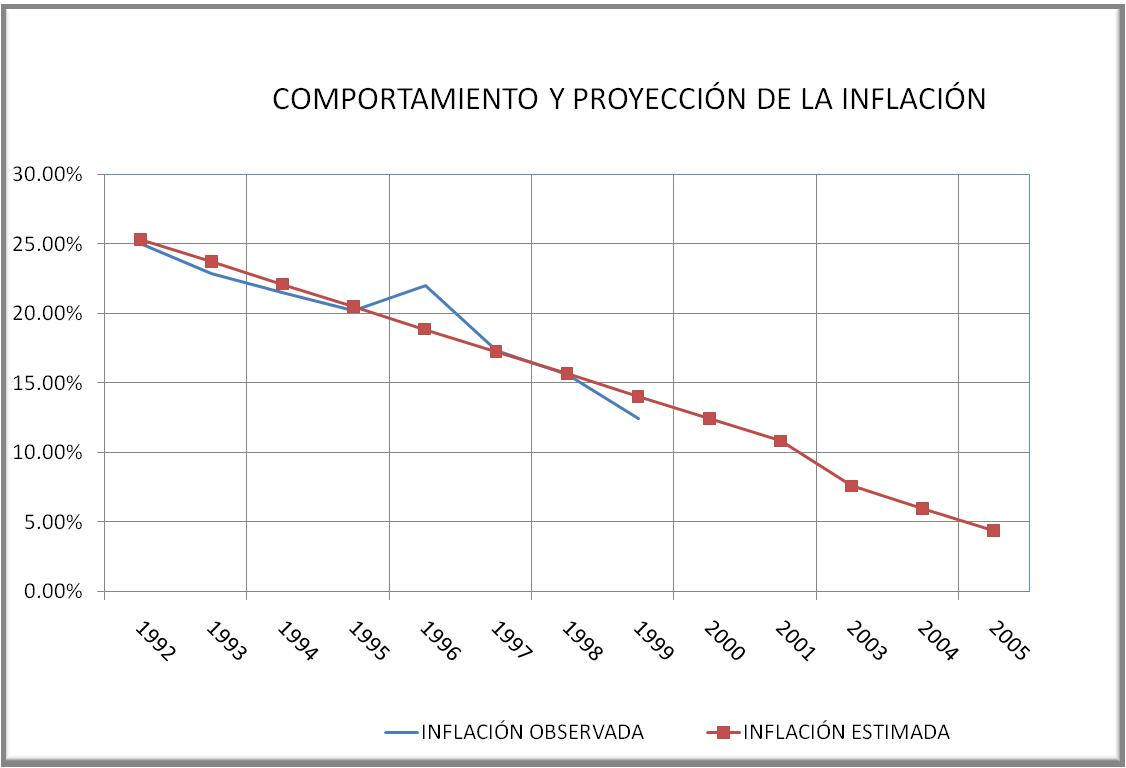 COMPORTAMIENTO Y PROYECCIÓN DE LA INFLACIÓN
30.00%
25.00%
20.00%
15.00%
10.00%
5.00%
0.00%
1992 1993 1994 1995 1996 1997 1998 1999 2000 2001 2003 2004 2005
INFLACIÓN OBSERVADA INFLACIÓN ESTIMADA